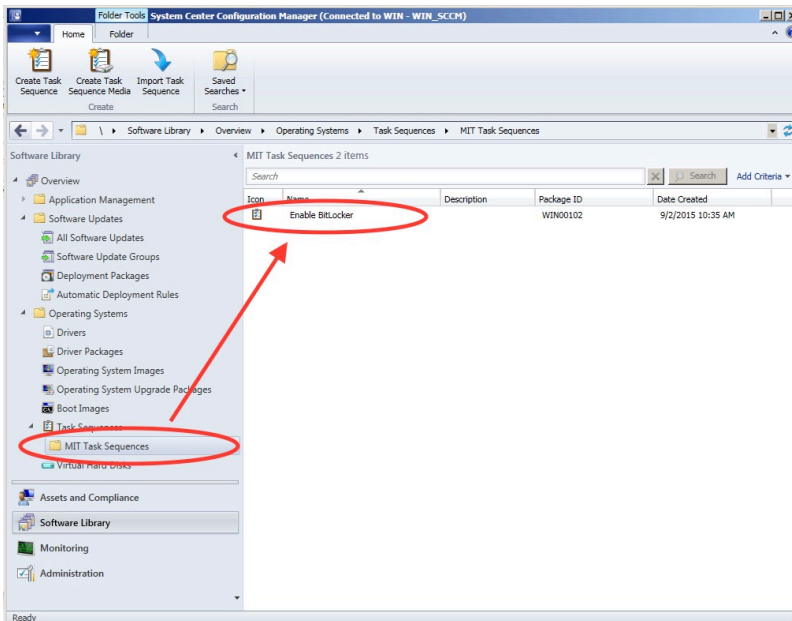 Folder Tools System Center Configuration Manager (Connected to WIN - WIN_SCCM)
Home Folder
Create Task Sequence
Create Task Sequence Media
Import Task Sequence
Saved Searches
Create
Search
\ Software Library Overview Operating Systems Task Sequences MIT Task Sequences
Software Library
Overview
Application Management
Software Updates
All Software Updates
Software Update Groups
Deployment Packages
Automatic Deployment Rules
Operating Systems
Drivers
Driver Packages
Operating System Images
Operating System Upgrade Packages
Boot Images
Task Sequences
MIT Task Sequences
Virtual Hard Disks
Assets and Compliance
Software Library
Monitoring
Administration
MIT Task Sequences 2 items
Search Search Add Criteria
Icon Name Description Package ID Date Created
Enable BitLocker WIN00102 9/2/2015 10:35 AM
Ready